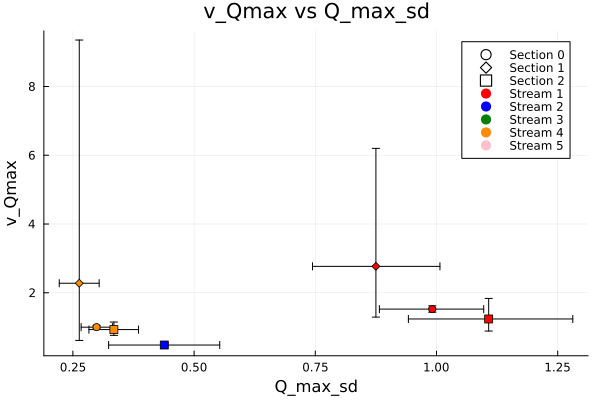 v_Qmax vs Q_max_sd
Section 0
Section 1
Section 2
Stream 1
Stream 2
Stream 3
Stream 4
Stream 5
v_Qmax
8
6
4
2
0.25 0.50 0.75 1.00 1.25
Q_max_sd